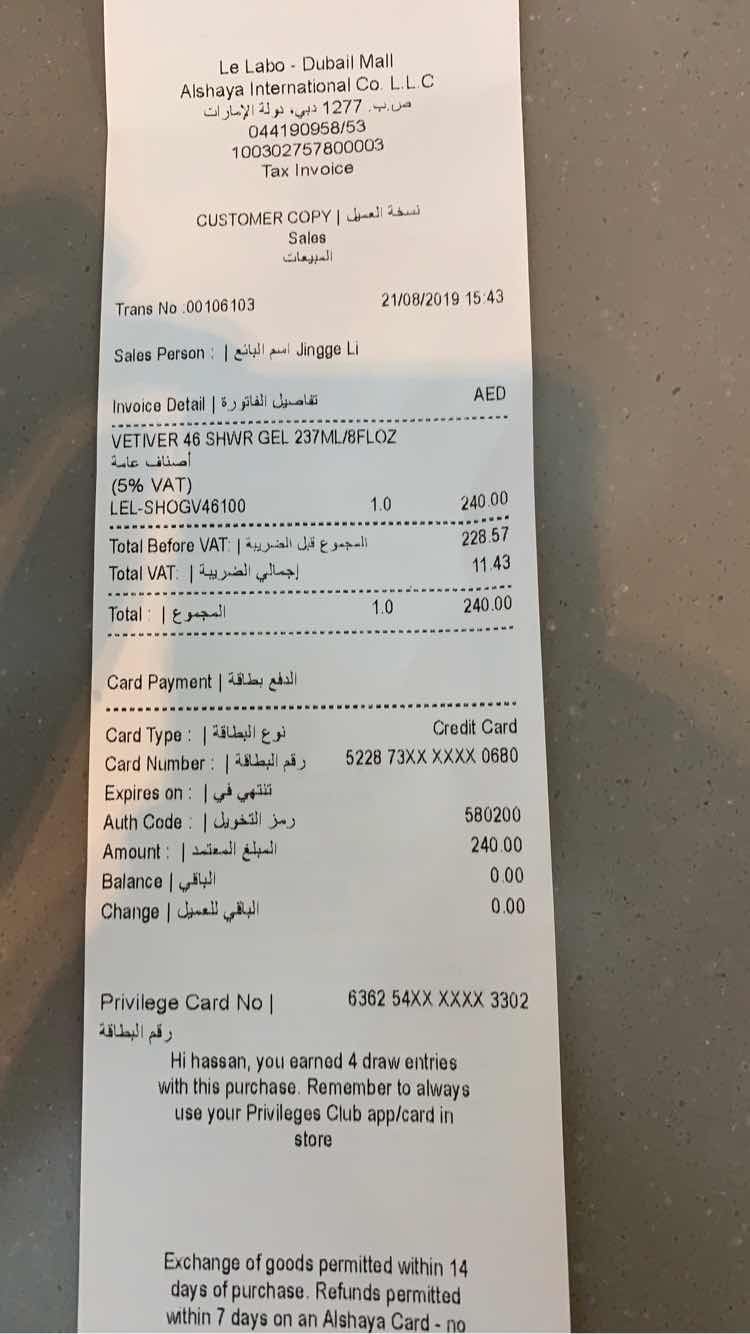 Le Labo - Dubail Mall
Alshaya International Co. L.L.C
ص.ب. 1277 دبي، دولة الإمارات
044190958/53
100302757800003
Tax Invoice
CUSTOMER COPY | نسخة العميل
Sales
المبيعات
Trans No :00106103 21/08/2019 15:43
Sales Person : | اسم البائع Jingge Li
Invoice Detail | تفاصيل الفاتورة AED
VETIVER 46 SHWR GEL 237ML/8FLOZ
أصناف عامة
(5% VAT)
LEL-SHOGV46100 1.0 240.00
Total Before VAT: | المجموع قبل الضريبة 228.57
Total VAT: | إجمالي الضريبة 11.43
Total : | المجموع 1.0 240.00
Card Payment | الدفع بطاقة
Card Type : | نوع البطاقة Credit Card
Card Number : | رقم البطاقة 5228 73XX XXXX 0680
Expires on : | تنتهي في
Auth Code : | رمز التخويل 580200
Amount : | المبلغ المعتمد 240.00
Balance | الباقي 0.00
Change | الباقي للعميل 0.00
Privilege Card No | 6362 54XX XXXX 3302
رقم البطاقة
Hi hassan, you earned 4 draw entries
with this purchase. Remember to always
use your Privileges Club app/card in
store
Exchange of goods permitted within 14
days of purchase. Refunds permitted
within 7 days on an Alshaya Card - no